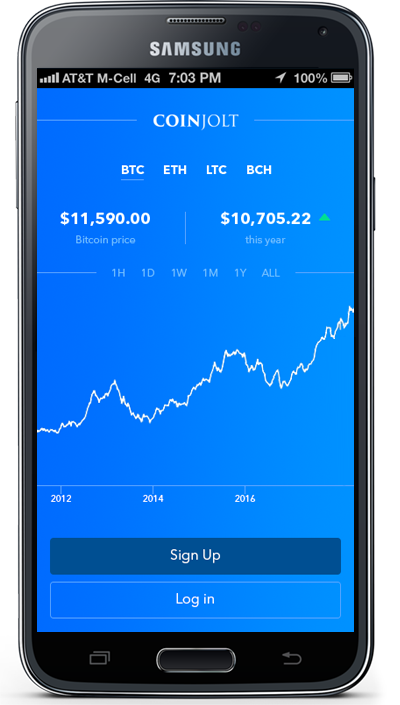 SAMSUNG
AT&T M-Cell 4G 7:03 PM 100%
COINJOLT
BTC ETH LTC BCH
$11,590.00 $10,705.22
Bitcoin price this year
1H 1D 1W 1M 1Y ALL
2012 2014 2016
Sign Up
Log in